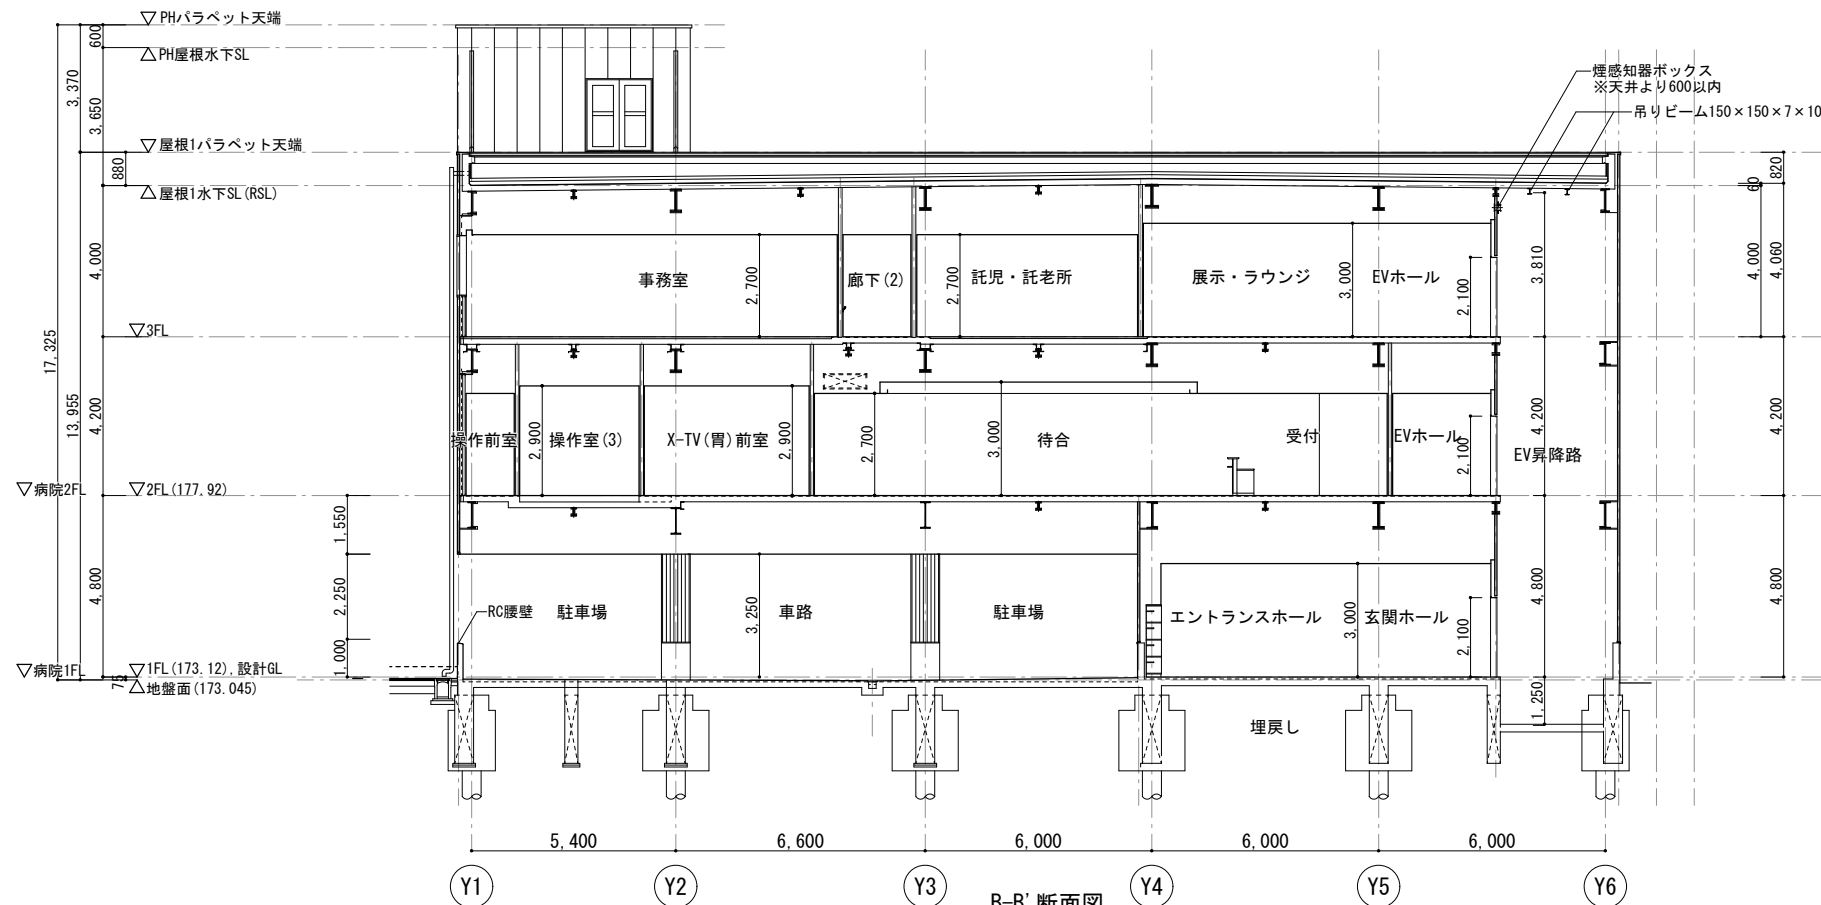 ▽PHパラペット天端
△PH屋根水下SL
600
3,370
3,650
煙感知器ボックス
※天井より600以内
吊りビーム150×150×7×10
▽屋根1パラペット天端
880
△屋根1水下SL(RSL)
820
60
4,000
事務室
2,700
廊下(2)
2,700
託児・託老所
展示・ラウンジ
3,000
EVホール
2,100
3,810
4,000
4,060
▽3FL
17,325
13,955
4,200
操作前室
2,900
操作室(3)
X-TV(胃)前室
2,900
2,700
3,000
待合
受付
EVホール
2,100
4,200
EV昇降路
4,200
▽病院2FL
▽2FL(177.92)
1,550
4,800
2,250
1,000
RC腰壁
駐車場
3,250
車路
駐車場
エントランスホール
3,000
玄関ホール
2,100
4,800
4,800
▽病院1FL
▽1FL(173.12),設計GL
75
△地盤面(173.045)
1,250
埋戻し
5,400
6,600
6,000
6,000
6,000
Y1
Y2
Y3
Y4
Y5
Y6
B-B'断面図